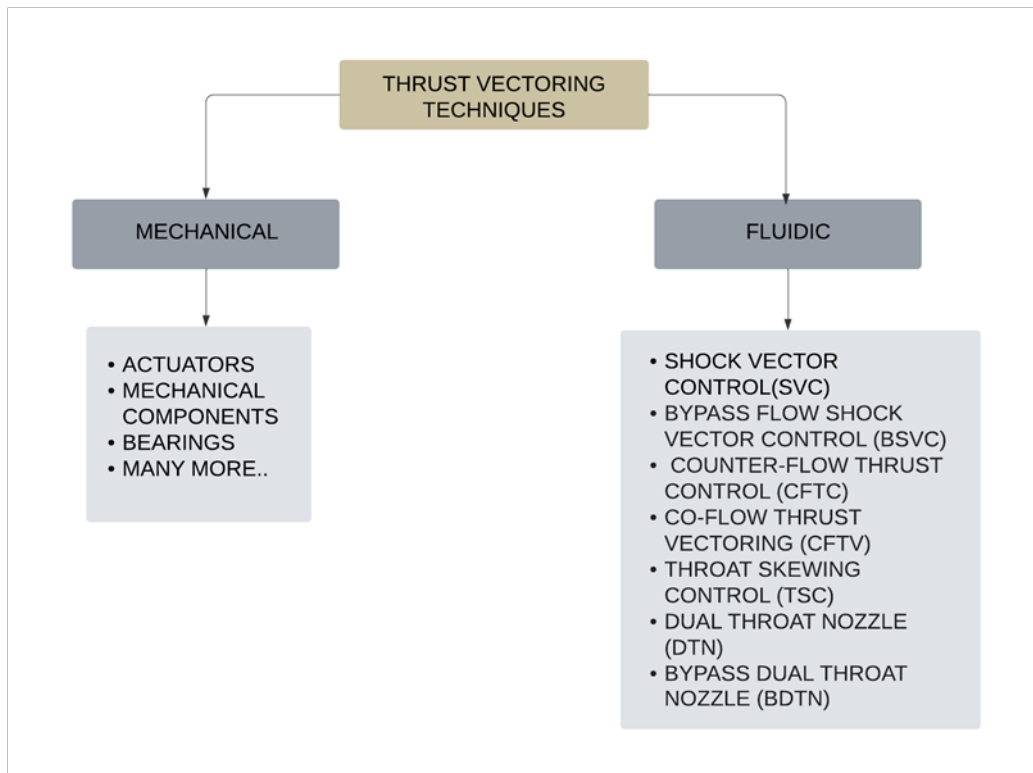 THRUST VECTORING
TECHNIQUES
MECHANICAL
FLUIDIC
• ACTUATORS
• MECHANICAL
COMPONENTS
• BEARINGS
• MANY MORE..
• SHOCK VECTOR
CONTROL(SVC)
• BYPASS FLOW SHOCK
VECTOR CONTROL (BSVC)
• COUNTER-FLOW THRUST
CONTROL (CFTC)
• CO-FLOW THRUST
VECTORING (CFTV)
• THROAT SKEWING
CONTROL (TSC)
• DUAL THROAT NOZZLE
(DTN)
• BYPASS DUAL THROAT
NOZZLE (BDTN)